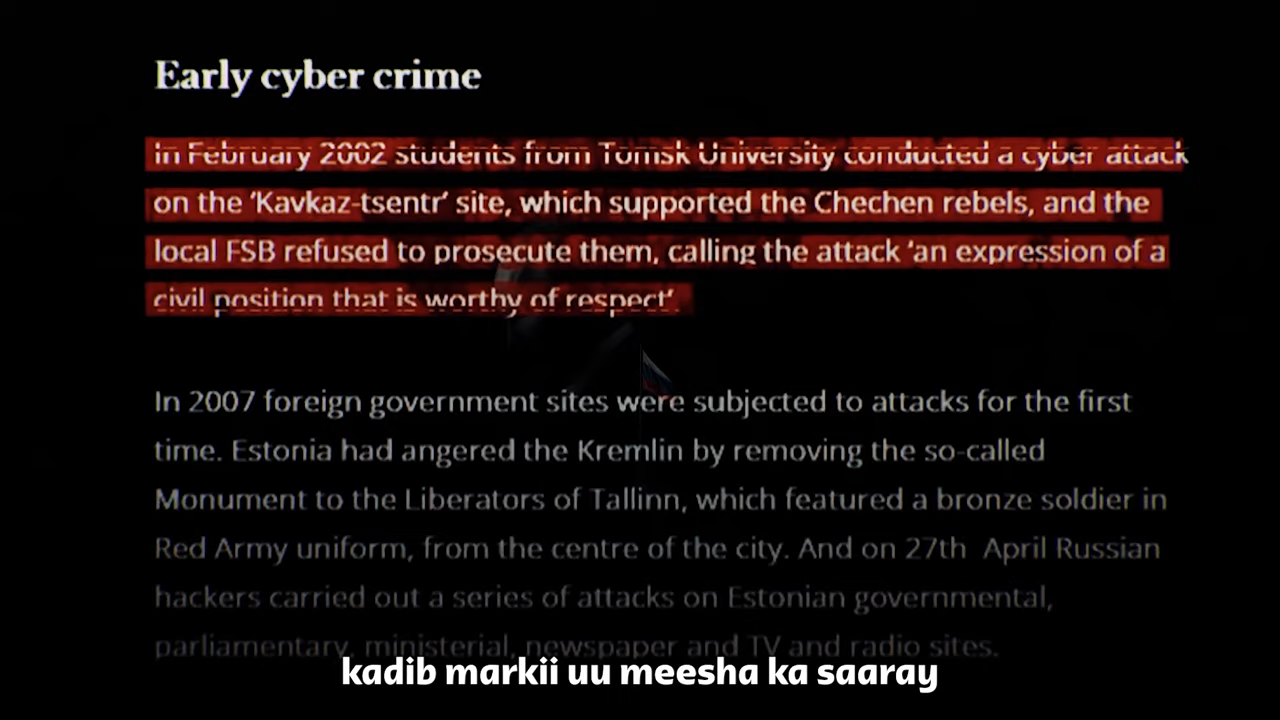 Early cyber crime
In February 2002 students from Tomsk University conducted a cyber attack
on the ‘Kavkaz-tsentr’ site, which supported the Chechen rebels, and the
local FSB refused to prosecute them, calling the attack ‘an expression of a
civil position that is worthy of respect’.
In 2007 foreign government sites were subjected to attacks for the first
time. Estonia had angered the Kremlin by removing the so-called
Monument to the Liberators of Tallinn, which featured a bronze soldier in
Red Army uniform, from the centre of the city. And on 27th April Russian
hackers carried out a series of attacks on Estonian governmental,
parliamentary, ministerial, newspaper and TV and radio sites.
kadib markii uu meesha ka saaray